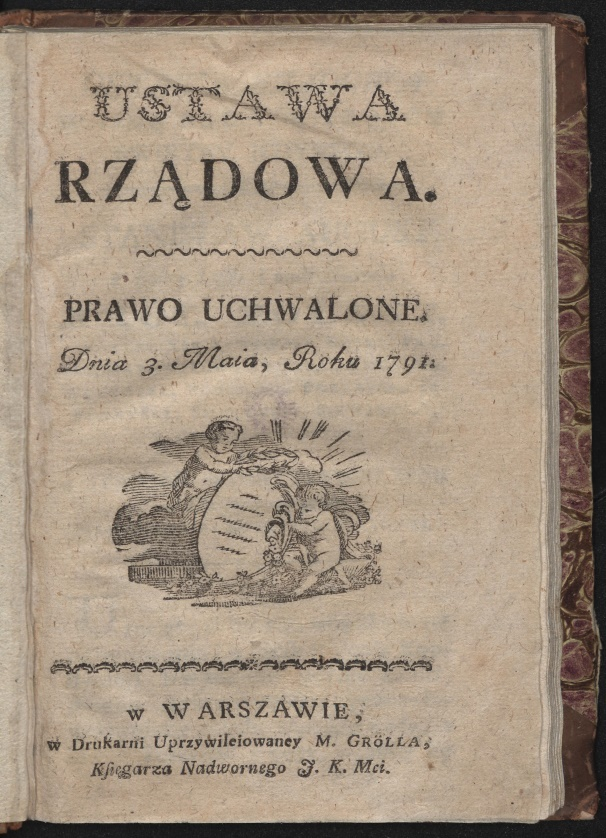 USTAWA
RZĄDOWA.
PRAWO UCHWALONE.
Dnia 3. Maia, Roku 1791.
w WARSZAWIE,
w Drukarni Uprzywileiowaney M. GRÖLLA,
Kſięgarza Nadwornego J. K. Mci.